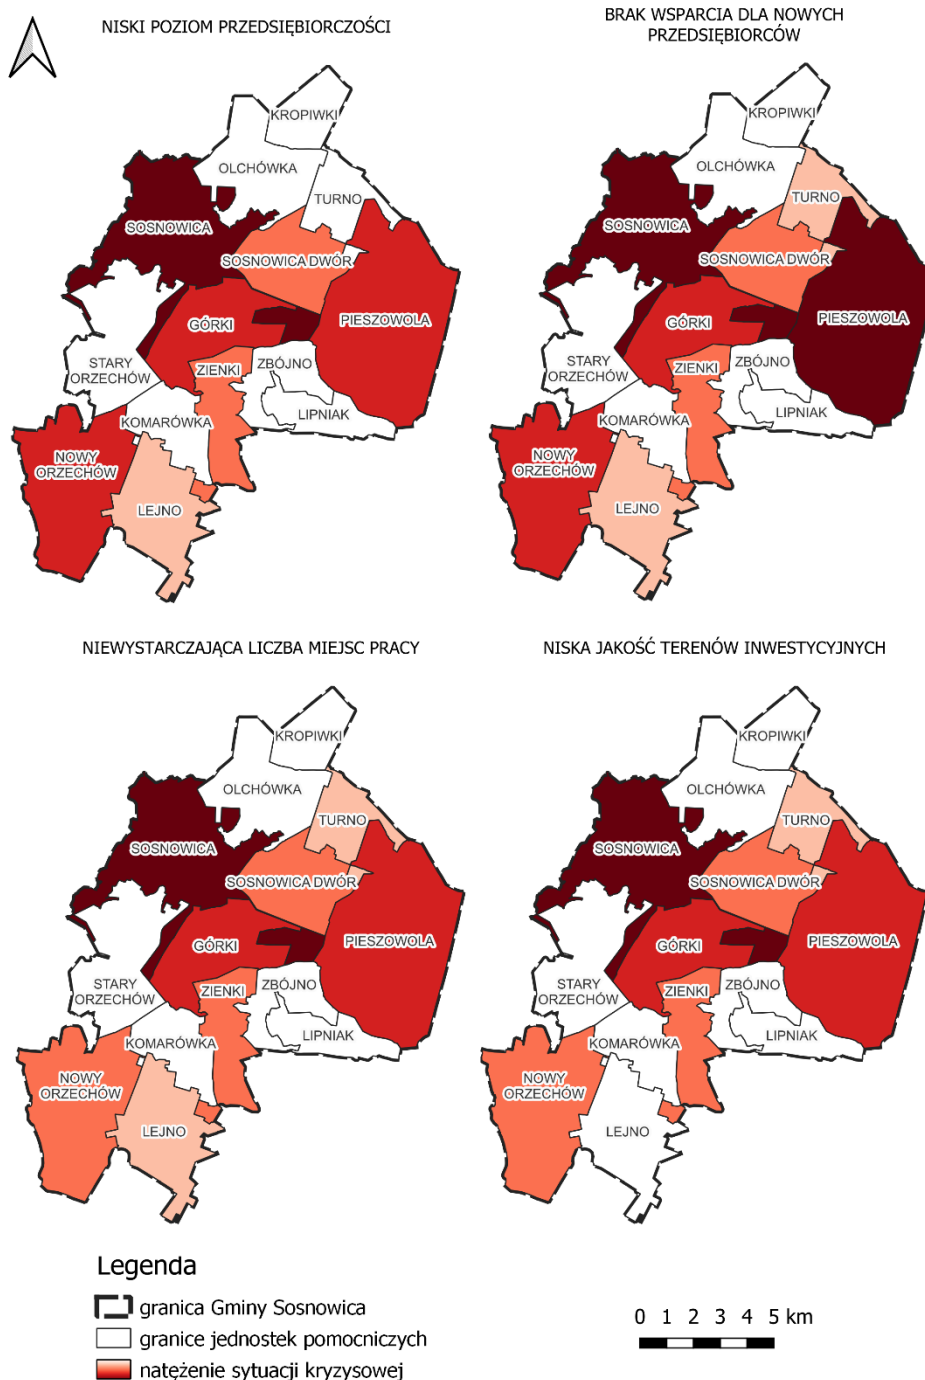 NISKI POZIOM PRZEDSIĘBIORCZOŚCI
KROPIWKI
OLCHÓWKA
TURNO
SOSNOWICA
SOSNOWICA DWÓR
GÓRKI
PIESZOWOLA
STARY
ORZECHÓW
ZIENKI
ZBÓJNO
LIPNIAK
KOMARÓWKA
NOWY
ORZECHÓW
LEJNO
BRAK WSPARCIA DLA NOWYCH
PRZEDSIĘBIORCÓW
KROPIWKI
OLCHÓWKA
TURNO
SOSNOWICA
SOSNOWICA DWÓR
GÓRKI
PIESZOWOLA
STARY
ORZECHÓW
ZIENKI
ZBÓJNO
LIPNIAK
KOMARÓWKA
NOWY
ORZECHÓW
LEJNO
NIEWYSTARCZAJĄCA LICZBA MIEJSC PRACY
KROPIWKI
OLCHÓWKA
TURNO
SOSNOWICA
SOSNOWICA DWÓR
GÓRKI
PIESZOWOLA
STARY
ORZECHÓW
ZIENKI
ZBÓJNO
LIPNIAK
KOMARÓWKA
NOWY
ORZECHÓW
LEJNO
NISKA JAKOŚĆ TERENÓW INWESTYCYJNYCH
KROPIWKI
OLCHÓWKA
TURNO
SOSNOWICA
SOSNOWICA DWÓR
GÓRKI
PIESZOWOLA
STARY
ORZECHÓW
ZIENKI
ZBÓJNO
LIPNIAK
KOMARÓWKA
NOWY
ORZECHÓW
LEJNO
Legenda
granica Gminy Sosnowica
granice jednostek pomocniczych
natężenie sytuacji kryzysowej
0 1 2 3 4 5 km